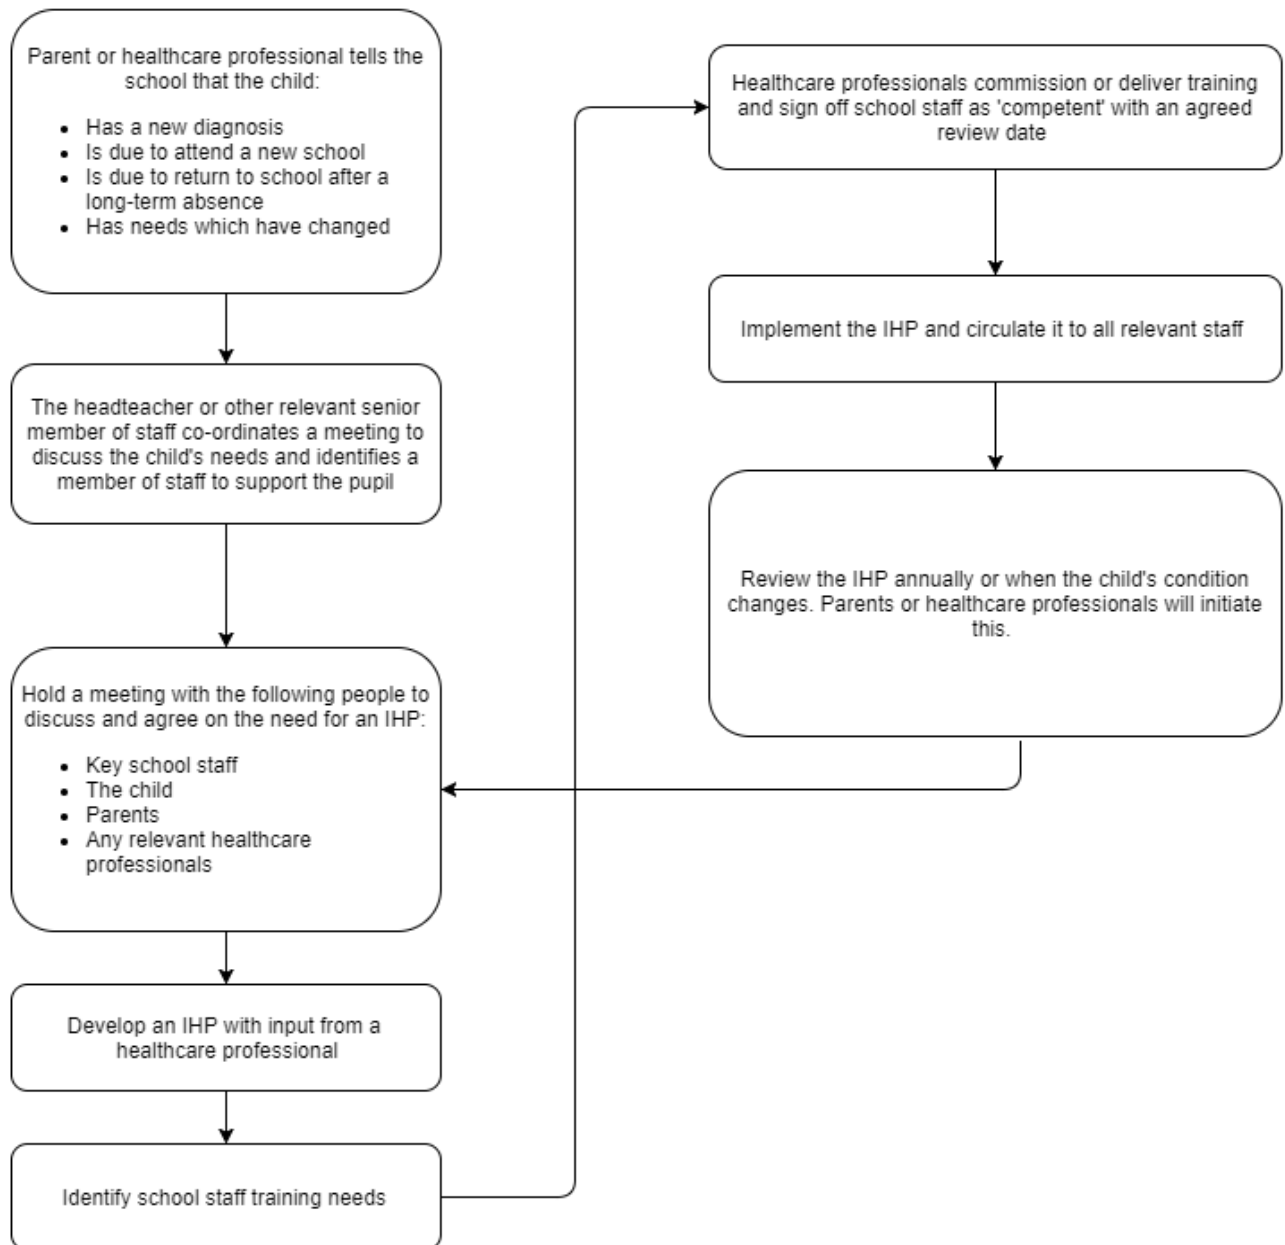 Parent or healthcare professional tells the
school that the child:
• Has a new diagnosis
• Is due to attend a new school
• Is due to return to school after a
long-term absence
• Has needs which have changed
The headteacher or other relevant senior
member of staff co-ordinates a meeting to
discuss the child's needs and identifies a
member of staff to support the pupil
Hold a meeting with the following people to
discuss and agree on the need for an IHP:
• Key school staff
• The child
• Parents
• Any relevant healthcare
professionals
Develop an IHP with input from a
healthcare professional
Identify school staff training needs
Healthcare professionals commission or deliver training
and sign off school staff as 'competent' with an agreed
review date
Implement the IHP and circulate it to all relevant staff
Review the IHP annually or when the child's condition
changes. Parents or healthcare professionals will initiate
this.